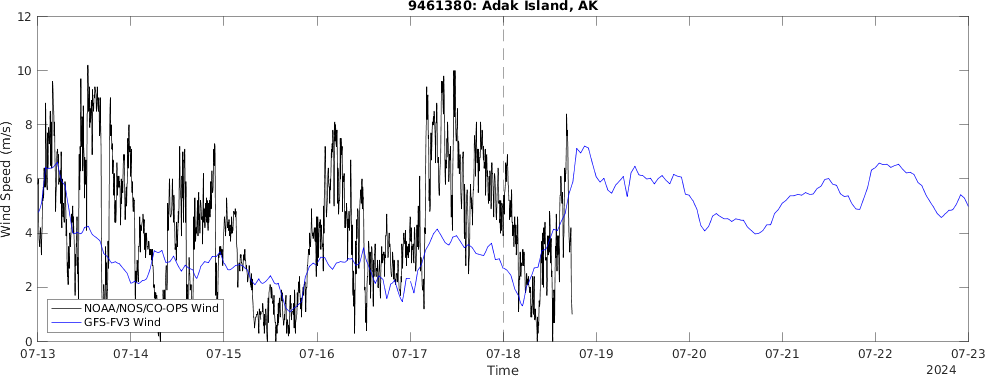 9461380: Adak Island, AK
Wind Speed (m/s)
12
10
8
6
4
2
0
NOAA/NOS/CO-OPS Wind
GFS-FV3 Wind
07-13 07-14 07-15 07-16 07-17 07-18 07-19 07-20 07-21 07-22 07-23
Time
2024